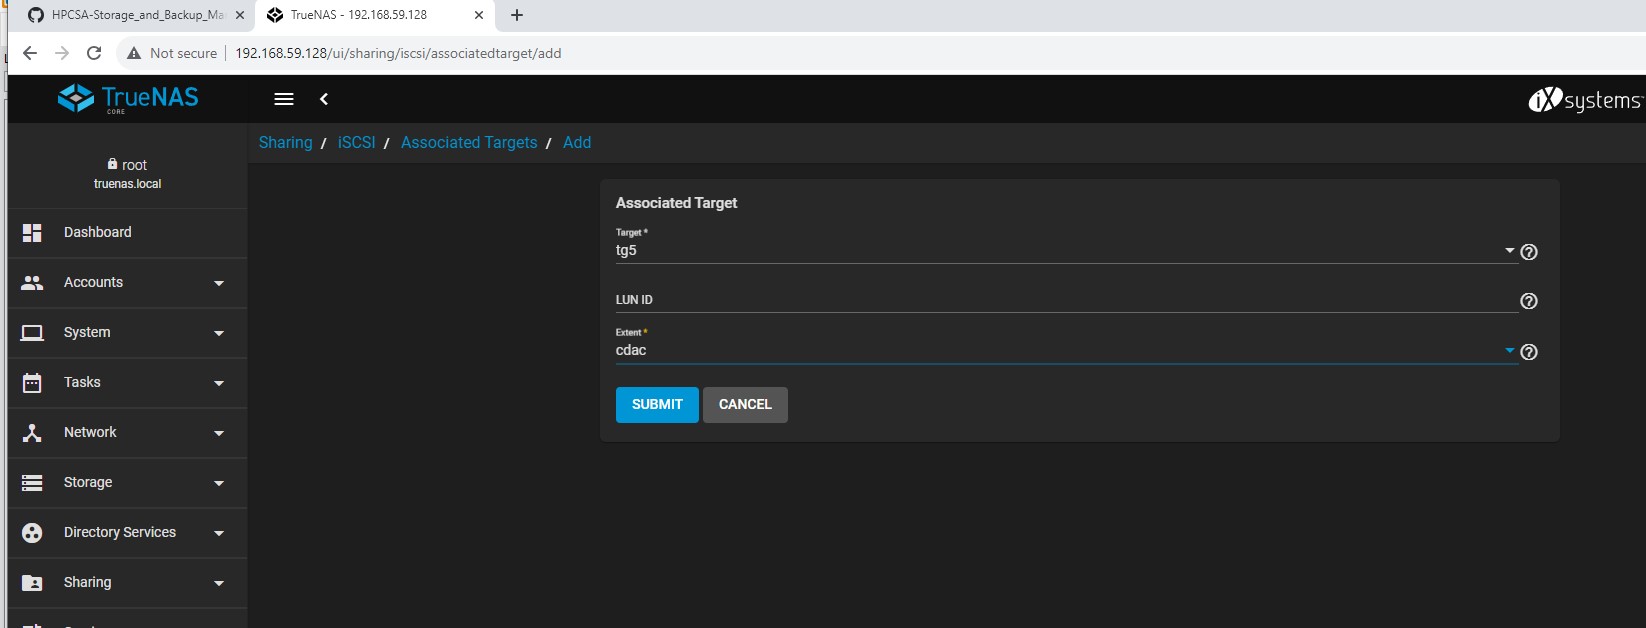 HPCSA-Storage_and_Backup_Ma
TrueNAS - 192.168.59.128
Not secure
192.168.59.128/ui/sharing/iscsi/associatedtarget/add
TrueNAS
CORE
iXsystems
Sharing / iSCSI / Associated Targets / Add
root
truenas.local
Dashboard
Accounts
System
Tasks
Network
Storage
Directory Services
Sharing
Associated Target
Target *
tg5
LUN ID
Extent *
cdac
SUBMIT
CANCEL